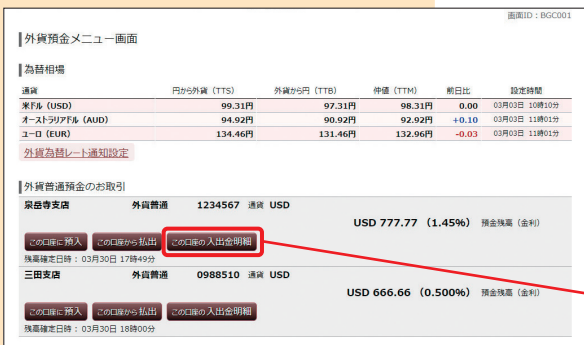 画面ID：BGC001
外貨預金メニュー画面
為替相場
通貨 円から外貨（TTS） 外貨から円（TTB） 仲値（TTM） 前日比 設定時間
米ドル（USD） 99.31円 97.31円 98.31円 0.00 03月03日 10時10分
オーストラリアドル（AUD） 94.92円 90.92円 92.92円 +0.10 03月03日 11時01分
ユーロ（EUR） 134.46円 131.46円 132.96円 -0.03 03月03日 11時01分
外貨為替レート通知設定
外貨普通預金のお取引
泉岳寺支店 外貨普通 1234567 通貨 USD
USD 777.77（1.45%） 預金残高（金利）
この口座に預入 この口座から払出 この口座の入出金明細
残高確定日時：03月30日 17時49分
三田支店 外貨普通 0988510 通貨 USD
USD 666.66（0.500%） 預金残高（金利）
この口座に預入 この口座から払出 この口座の入出金明細
残高確定日時：03月30日 18時00分